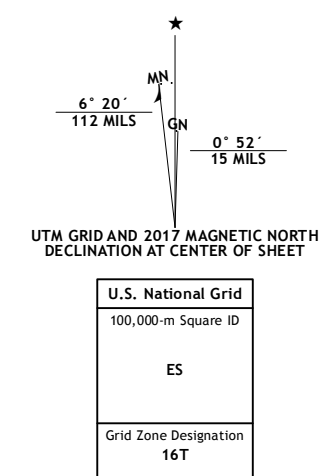 ★
MN.
6° 20´
112 MILS
GN
0° 52´
15 MILS
UTM GRID AND 2017 MAGNETIC NORTH
DECLINATION AT CENTER OF SHEET
U.S. National Grid
100,000-m Square ID
ES
Grid Zone Designation
16T